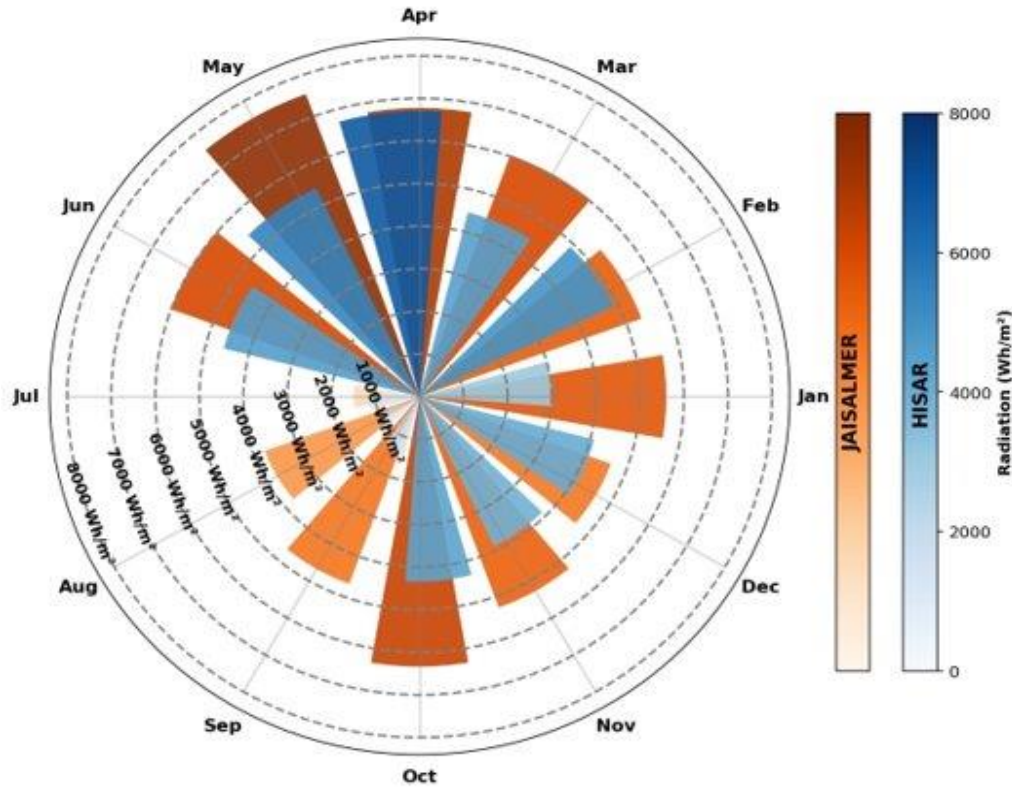 Apr
May
Mar
Jun
Feb
Jul
Jan
Aug
Dec
Sep
Nov
Oct
1000 Wh/m²
2000 Wh/m²
3000 Wh/m²
4000 Wh/m²
5000 Wh/m²
6000 Wh/m²
7000 Wh/m²
8000 Wh/m²
JAISALMER
HISAR
8000
6000
4000
2000
0
Radiation (Wh/m²)